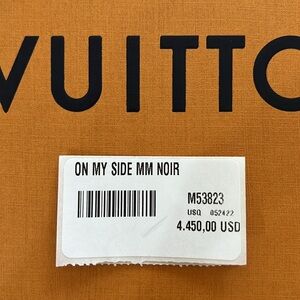 VUITTO
ON MY SIDE MM NOIR
M53823
USQ 052422
4.450,00 USD